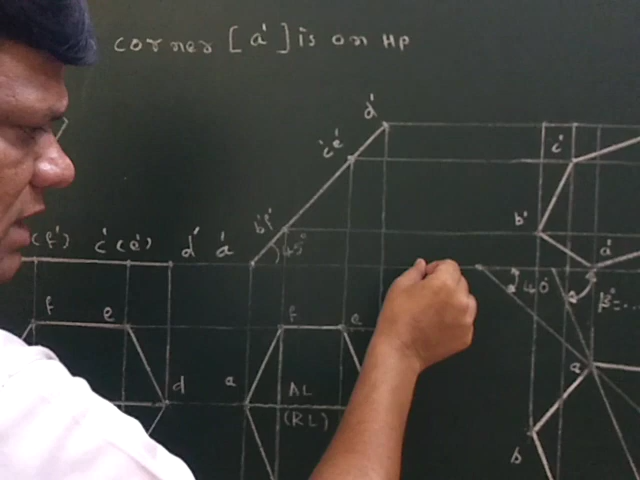 corner [a'] is on HP
d'
c' e'
c'
b' f'
b'
(f') c' (e') d' a'
45°
a'
40
β°=...
f e
f e
a
d
a AL
(RL)
b